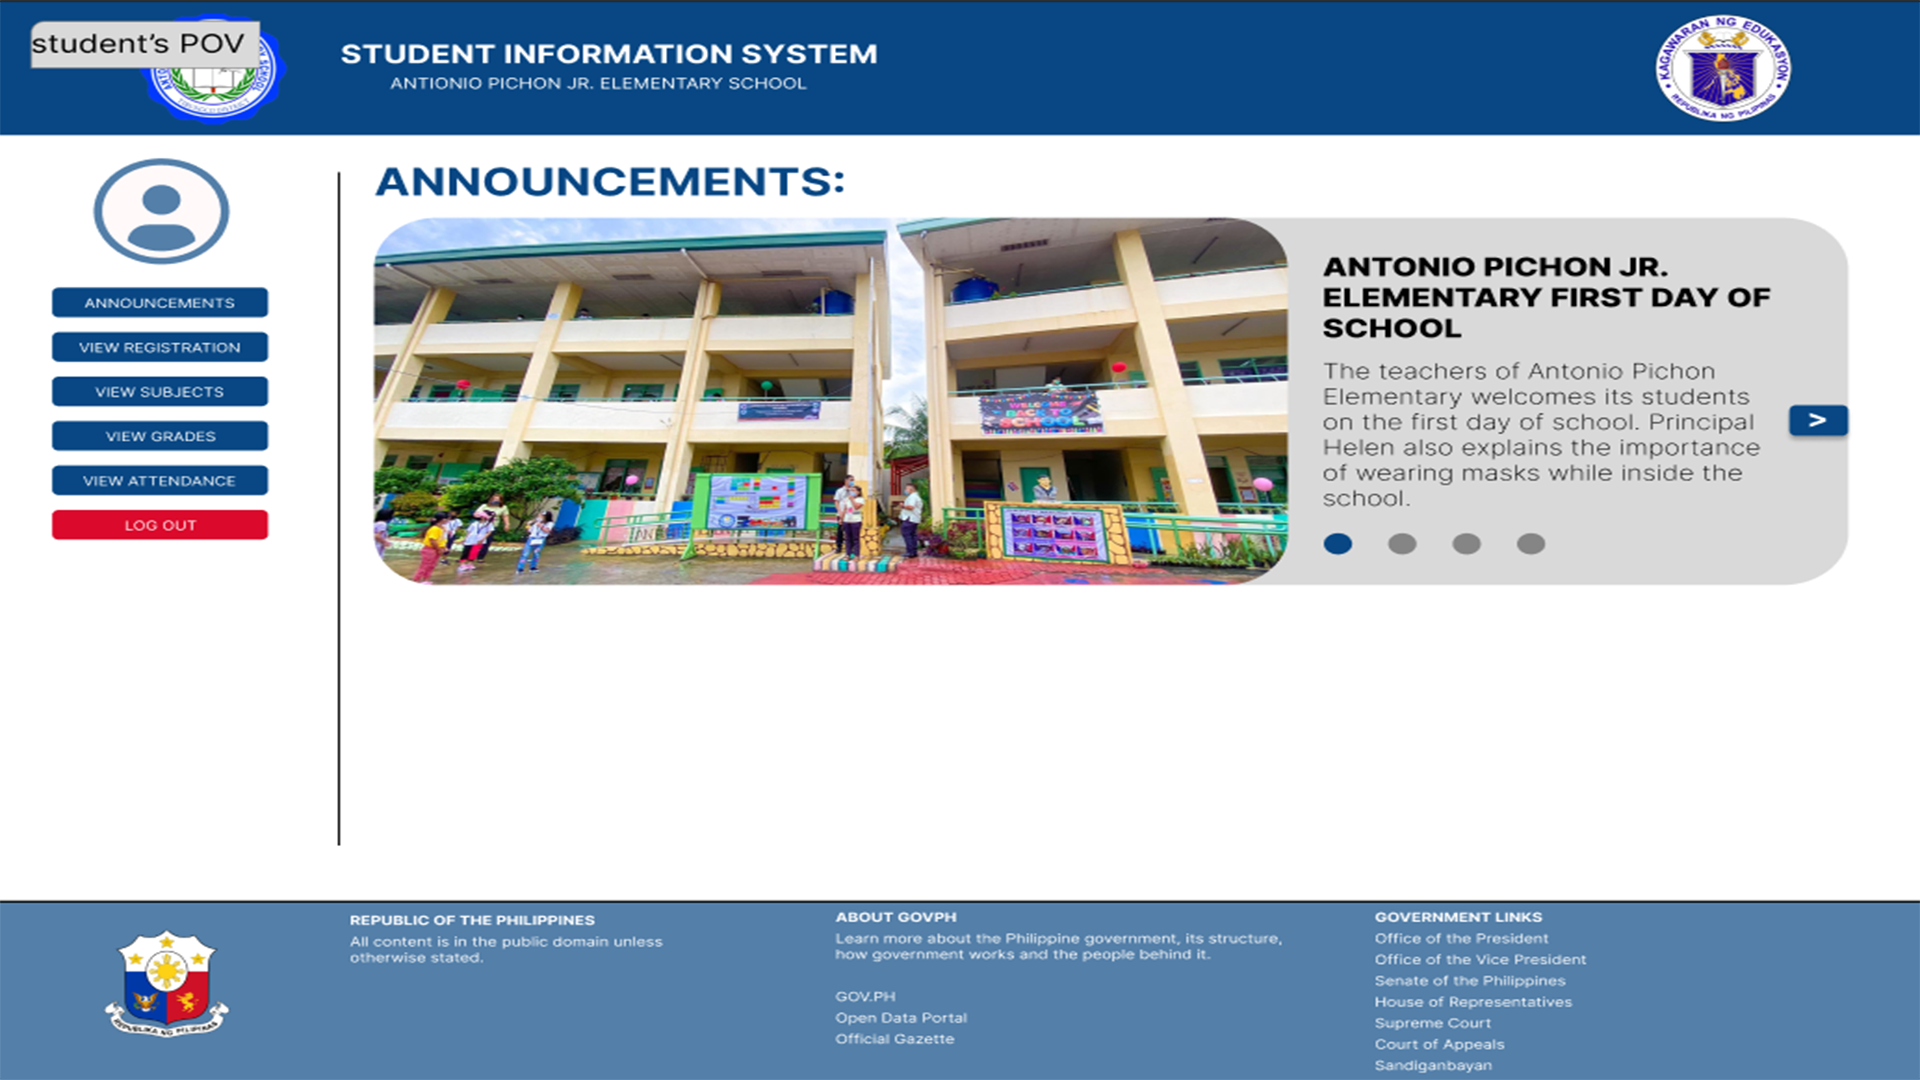 student's POV
STUDENT INFORMATION SYSTEM
ANTIONIO PICHON JR. ELEMENTARY SCHOOL
KAGAWARAN NG EDUKASYON
REPUBLIKA NG PILIPINAS
ANNOUNCEMENTS
VIEW REGISTRATION
VIEW SUBJECTS
VIEW GRADES
VIEW ATTENDANCE
LOG OUT
ANNOUNCEMENTS:
WELCOME
BACK TO
SCHOOL
ANTONIO PICHON JR.
ELEMENTARY FIRST DAY OF
SCHOOL
The teachers of Antonio Pichon
Elementary welcomes its students
on the first day of school. Principal
Helen also explains the importance
of wearing masks while inside the
school.
>
REPUBLIKA NG PILIPINAS
REPUBLIC OF THE PHILIPPINES
All content is in the public domain unless
otherwise stated.
ABOUT GOVPH
Learn more about the Philippine government, its structure,
how government works and the people behind it.
GOV.PH
Open Data Portal
Official Gazette
GOVERNMENT LINKS
Office of the President
Office of the Vice President
Senate of the Philippines
House of Representatives
Supreme Court
Court of Appeals
Sandiganbayan